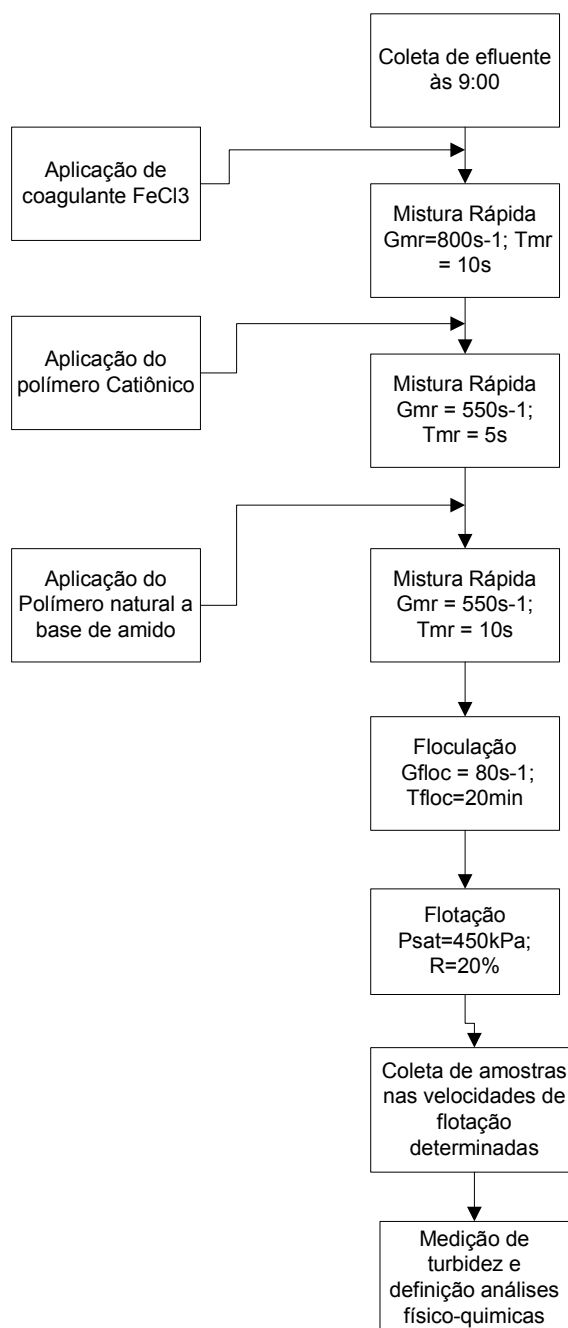 Coleta de efluente
às 9:00
Aplicação de
coagulante FeCl3
Mistura Rápida
Gmr=800s-1; Tmr
= 10s
Aplicação do
polímero Catiônico
Mistura Rápida
Gmr = 550s-1;
Tmr = 5s
Aplicação do
Polímero natural a
base de amido
Mistura Rápida
Gmr = 550s-1;
Tmr = 10s
Floculação
Gfloc = 80s-1;
Tfloc=20min
Flotação
Psat=450kPa;
R=20%
Coleta de amostras
nas velocidades de
flotação
determinadas
Medição de
turbidez e
definição análises
físico-quimicas